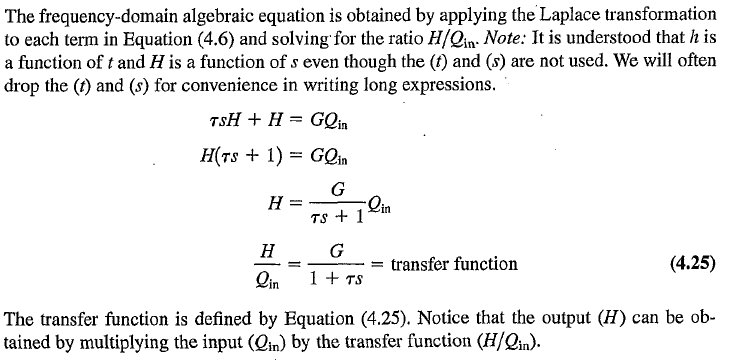 The frequency-domain algebraic equation is obtained by applying the Laplace transformation
to each term in Equation (4.6) and solving for the ratio H/Qin. Note: It is understood that h is
a function of t and H is a function of s even though the (t) and (s) are not used. We will often
drop the (t) and (s) for convenience in writing long expressions.
τsH + H = GQin
H(τs + 1) = GQin
H = G / (τs + 1) Qin
H / Qin = G / (1 + τs) = transfer function (4.25)
The transfer function is defined by Equation (4.25). Notice that the output (H) can be ob-
tained by multiplying the input (Qin) by the transfer function (H/Qin).